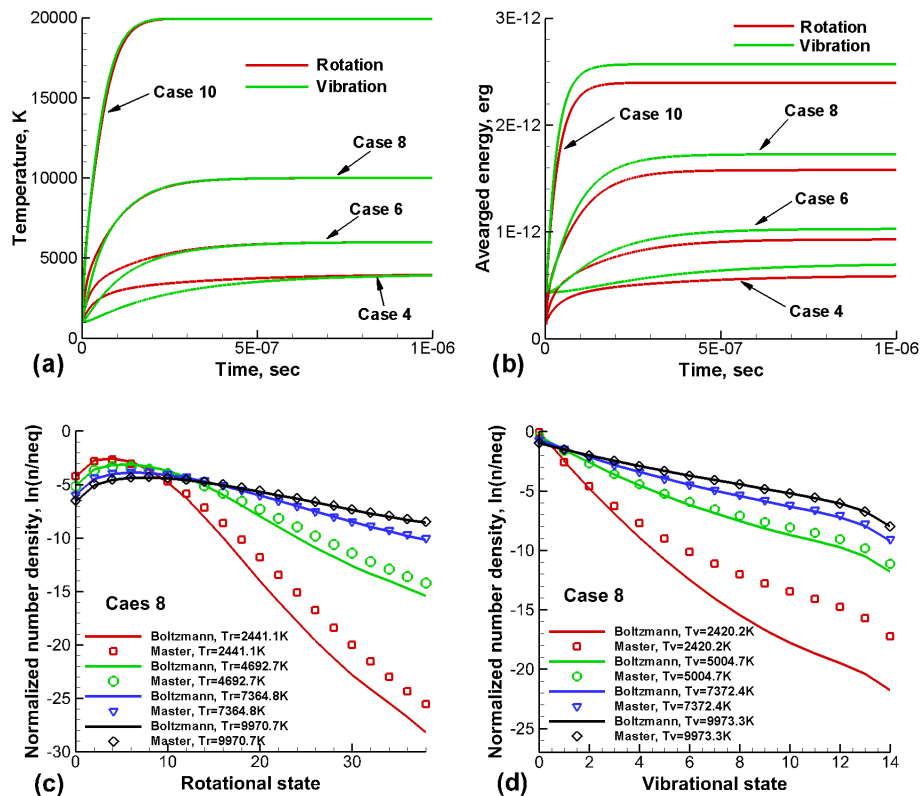 20000
15000
10000
5000
0
Temperature, K
Rotation
Vibration
Case 10
Case 8
Case 6
Case 4
0
5E-07
1E-06
Time, sec
(a)
3E-12
2E-12
1E-12
0
Avearged energy, erg
Rotation
Vibration
Case 10
Case 8
Case 6
Case 4
0
5E-07
1E-06
Time, sec
(b)
0
-5
-10
-15
-20
-25
-30
Normalized number density, ln(n/neq)
Caes 8
Boltzmann, Tr=2441.1K
Master, Tr=2441.1K
Boltzmann, Tr=4692.7K
Master, Tr=4692.7K
Boltzmann, Tr=7364.8K
Master, Tr=7364.8K
Boltzmann, Tr=9970.7K
Master, Tr=9970.7K
0
10
20
30
Rotational state
(c)
0
-5
-10
-15
-20
-25
Normalized number density, ln(n/neq)
Case 8
Boltzmann, Tv=2420.2K
Master, Tv=2420.2K
Boltzmann, Tv=5004.7K
Master, Tv=5004.7K
Boltzmann, Tv=7372.4K
Master, Tv=7372.4K
Boltzmann, Tv=9973.3K
Master, Tv=9973.3K
0
2
4
6
8
10
12
14
Vibrational state
(d)